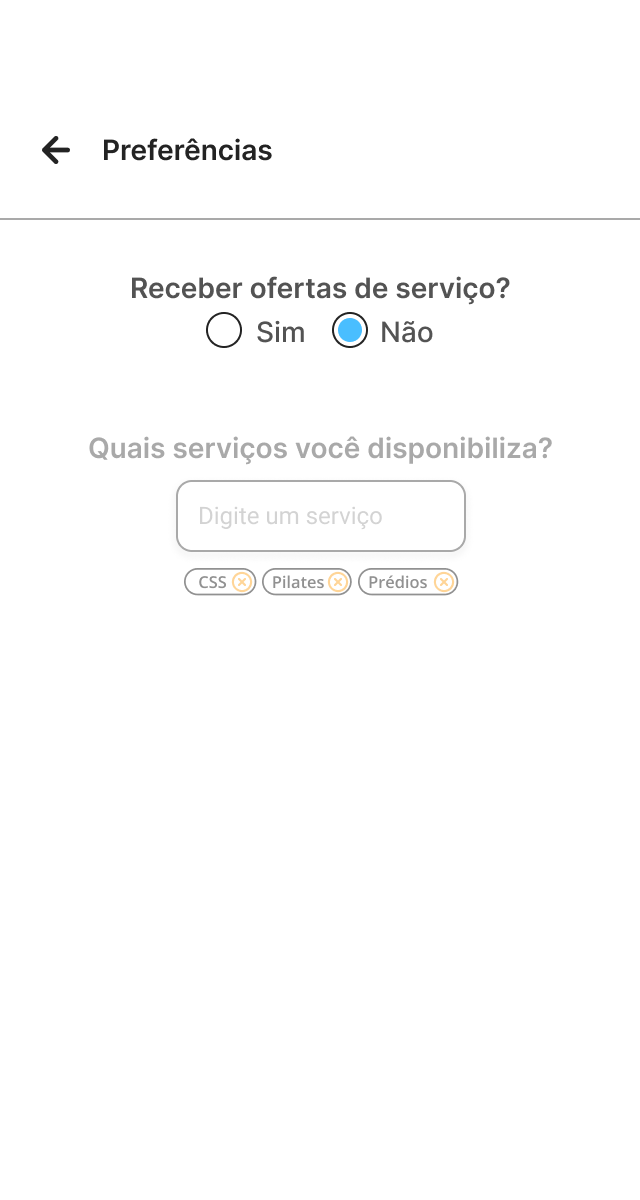 Preferências
Receber ofertas de serviço?
Sim Não
Quais serviços você disponibiliza?
Digite um serviço
CSS Pilates Prédios